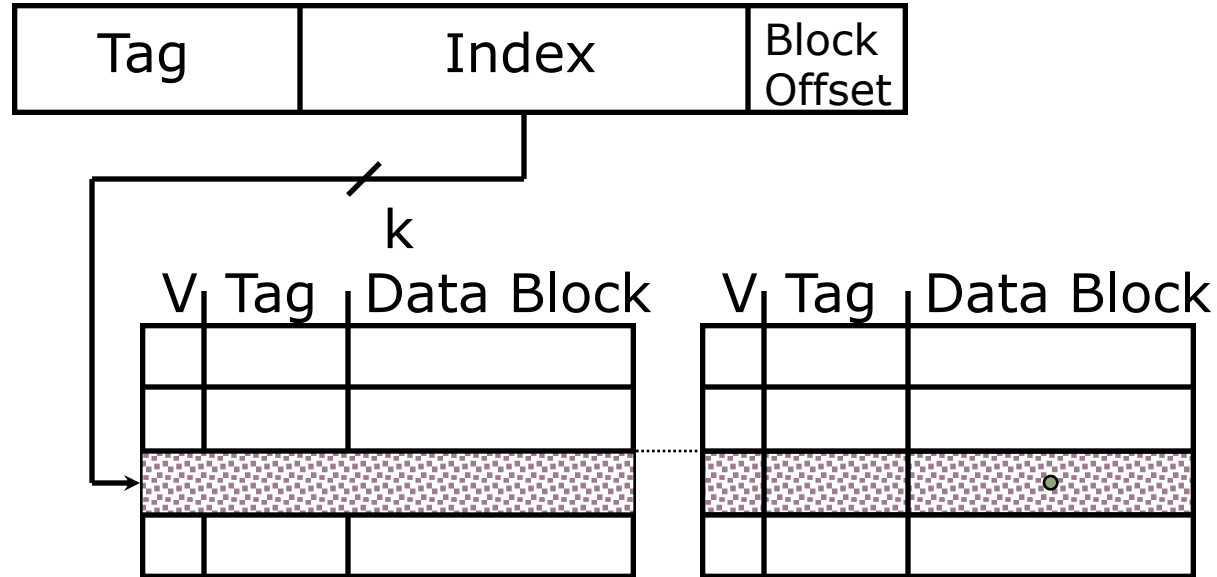 Tag Index Block
Offset
k
V Tag Data Block V Tag Data Block